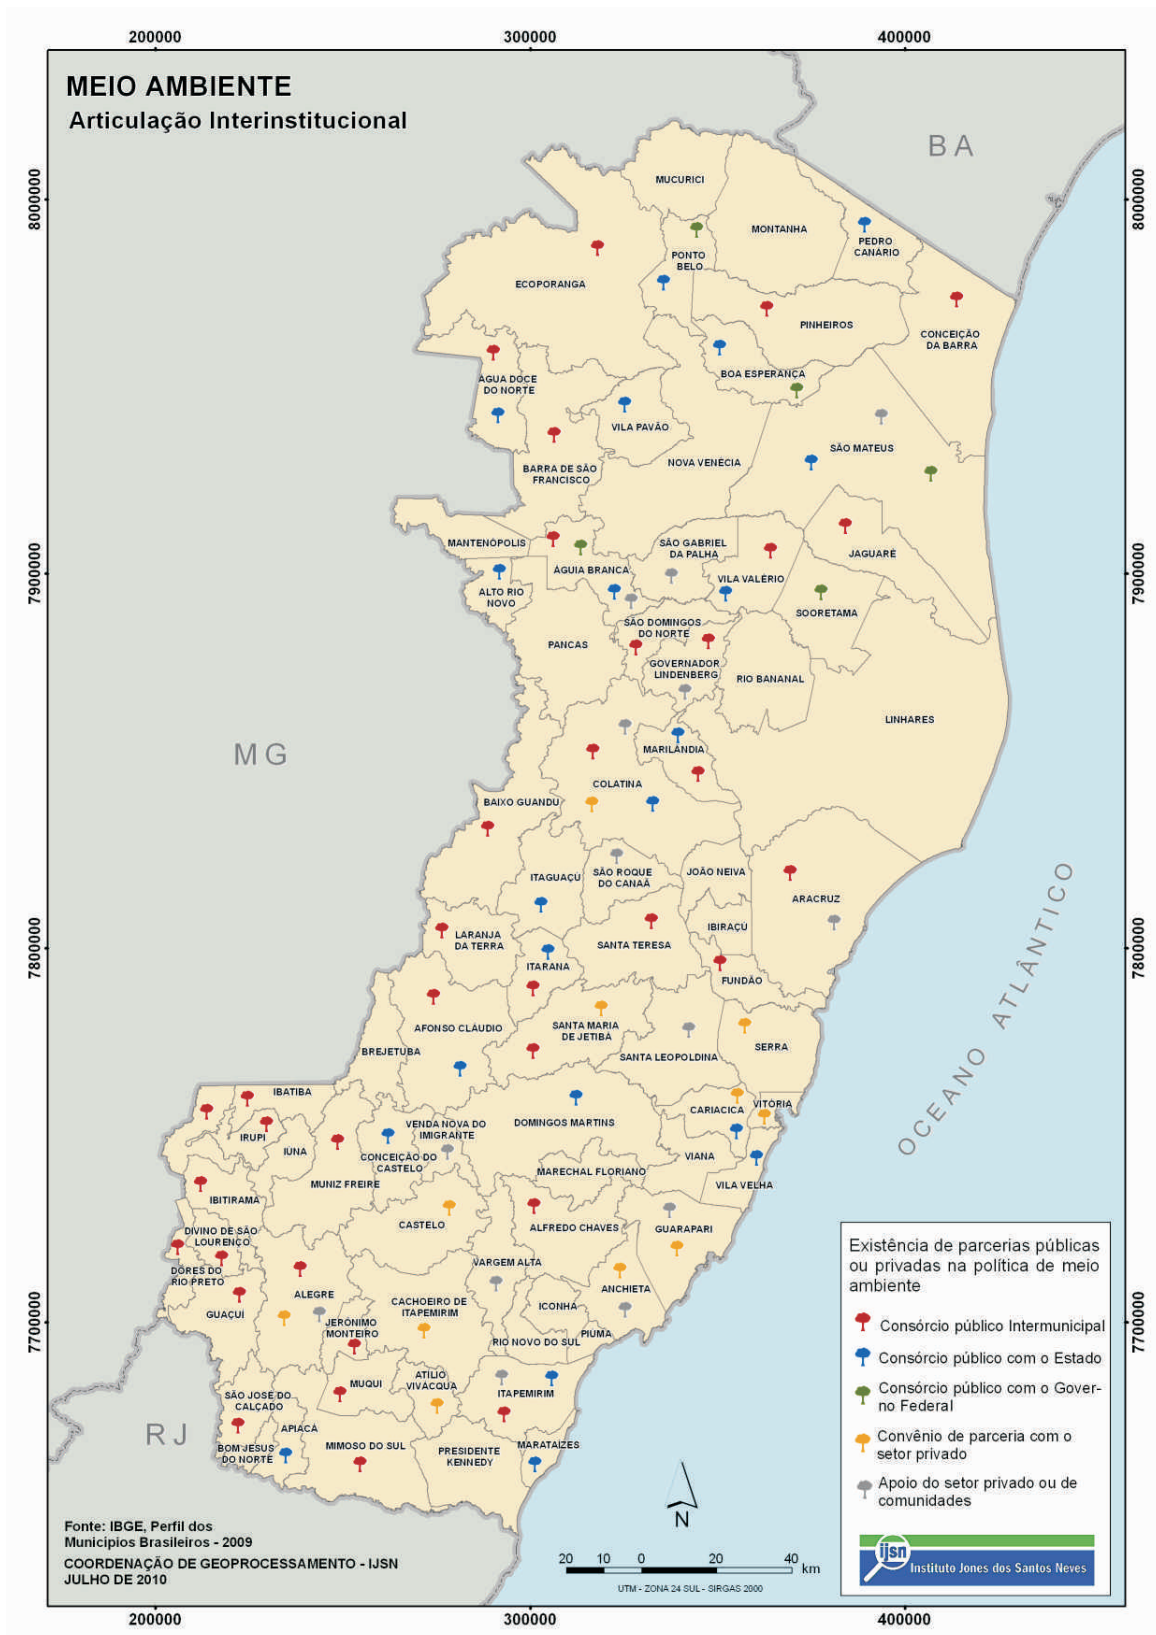 200000
300000
400000
MEIO AMBIENTE
Articulação Interinstitucional
BA
8000000
8000000
MUCURICI
MONTANHA
PEDRO
CANÁRIO
PONTO
BELO
ECOPORANGA
PINHEIROS
CONCEIÇÃO
DA BARRA
BOA ESPERANÇA
ÁGUA DOCE
DO NORTE
VILA PAVÃO
SÃO MATEUS
NOVA VENÉCIA
BARRA DE SÃO
FRANCISCO
MANTENÓPOLIS
SÃO GABRIEL
DA PALHA
JAGUARÉ
7900000
7900000
ÁGUIA BRANCA
VILA VALÉRIO
ALTO RIO
NOVO
SOORETAMA
SÃO DOMINGOS
DO NORTE
PANCAS
GOVERNADOR
LINDENBERG
RIO BANANAL
LINHARES
MG
MARILÂNDIA
COLATINA
BAIXO GUANDU
ITAGUAÇU
SÃO ROQUE
DO CANAÃ
JOÃO NEIVA
ARACRUZ
IBIRAÇU
LARANJA
DA TERRA
SANTA TERESA
7800000
7800000
ITARANA
FUNDÃO
OCEANO ATLÂNTICO
AFONSO CLÁUDIO
SANTA MARIA
DE JETIBÁ
BREJETUBA
SANTA LEOPOLDINA
SERRA
IBATIBA
CARIACICA
VITÓRIA
VENDA NOVA DO
IMIGRANTE
DOMINGOS MARTINS
IRUPI
IÚNA
CONCEIÇÃO DO
CASTELO
VIANA
MARECHAL FLORIANO
MUNIZ FREIRE
VILA VELHA
IBITIRAMA
CASTELO
ALFREDO CHAVES
GUARAPARI
DIVINO DE SÃO
LOURENÇO
VARGEM ALTA
DORES DO
RIO PRETO
ANCHIETA
ALEGRE
CACHOEIRO DE
ITAPEMIRIM
ICONHA
GUAÇUÍ
JERÔNIMO
MONTEIRO
PIÚMA
RIO NOVO DO SUL
7700000
7700000
ATÍLIO
VIVÁCQUA
MUQUI
SÃO JOSÉ DO
CALÇADO
ITAPEMIRIM
APIACÁ
RJ
BOM JESUS
DO NORTE
MIMOSO DO SUL
PRESIDENTE
KENNEDY
MARATAÍZES
Existência de parcerias públicas
ou privadas na política de meio
ambiente
Consórcio público Intermunicipal
Consórcio público com o Estado
Consórcio público com o Gover-
no Federal
Convênio de parceria com o
setor privado
Apoio do setor privado ou de
comunidades
ijsn
Instituto Jones dos Santos Neves
N
20 10 0 20 40
km
UTM - ZONA 24 SUL - SIRGAS 2000
Fonte: IBGE, Perfil dos
Municipios Brasileiros - 2009
COORDENAÇÃO DE GEOPROCESSAMENTO - IJSN
JULHO DE 2010
200000
300000
400000